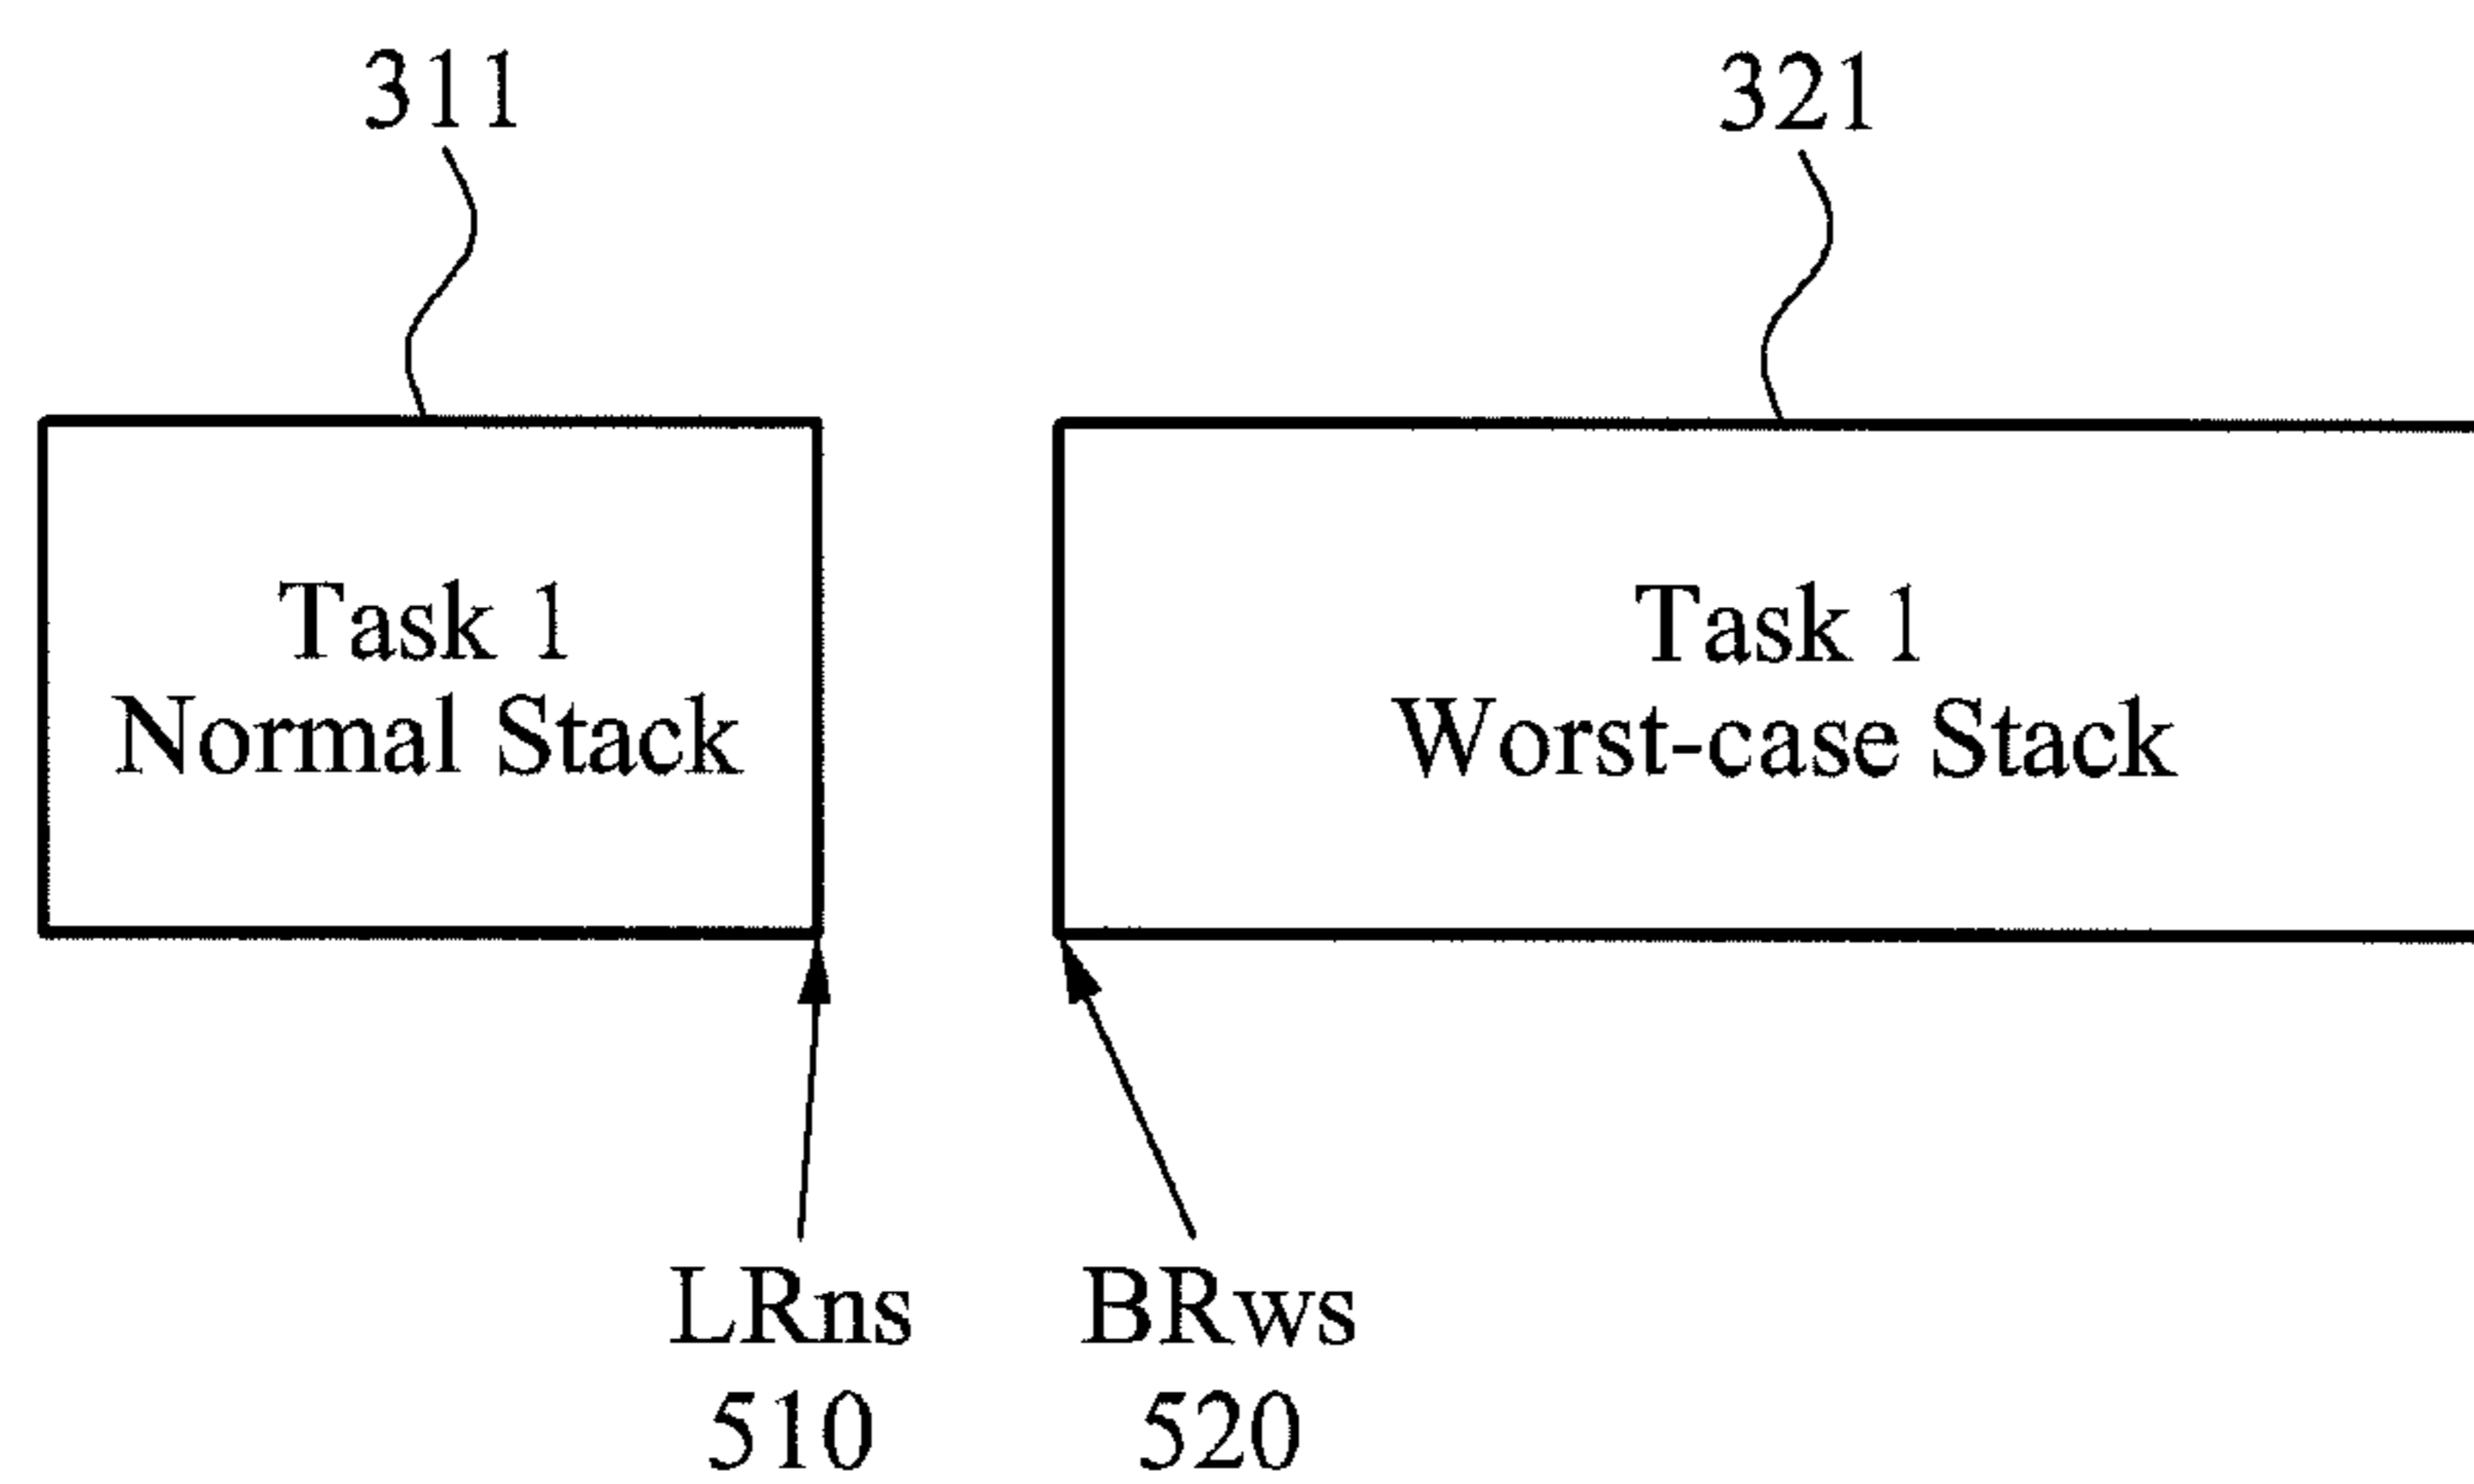 311
321
Task 1
Normal Stack
Task 1
Worst-case Stack
LRns
510
BRws
520